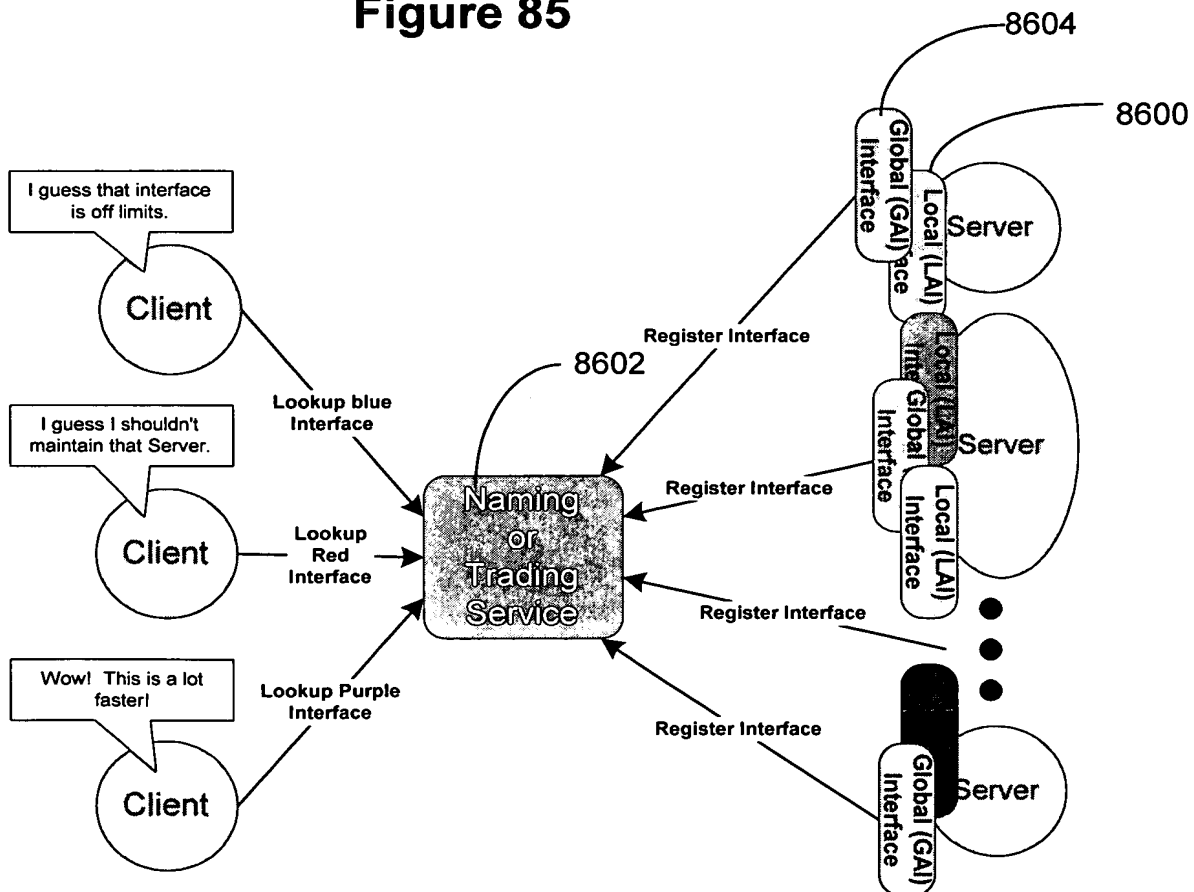 Figure 85
8604
8600
I guess that interface
is off limits.
Client
Lookup blue
Interface
I guess I shouldn't
maintain that Server.
Client
Lookup
Red
Interface
Wow! This is a lot
faster!
Client
Lookup Purple
Interface
8602
Naming
or
Trading
Service
Register Interface
Register Interface
Register Interface
Register Interface
Global (GAI)
Interface
Local (LAI)
face
Server
Local (LAI)
Inte
Global
Interface
Server
Local (LAI)
Interface
Global (GAI)
Interface
Server